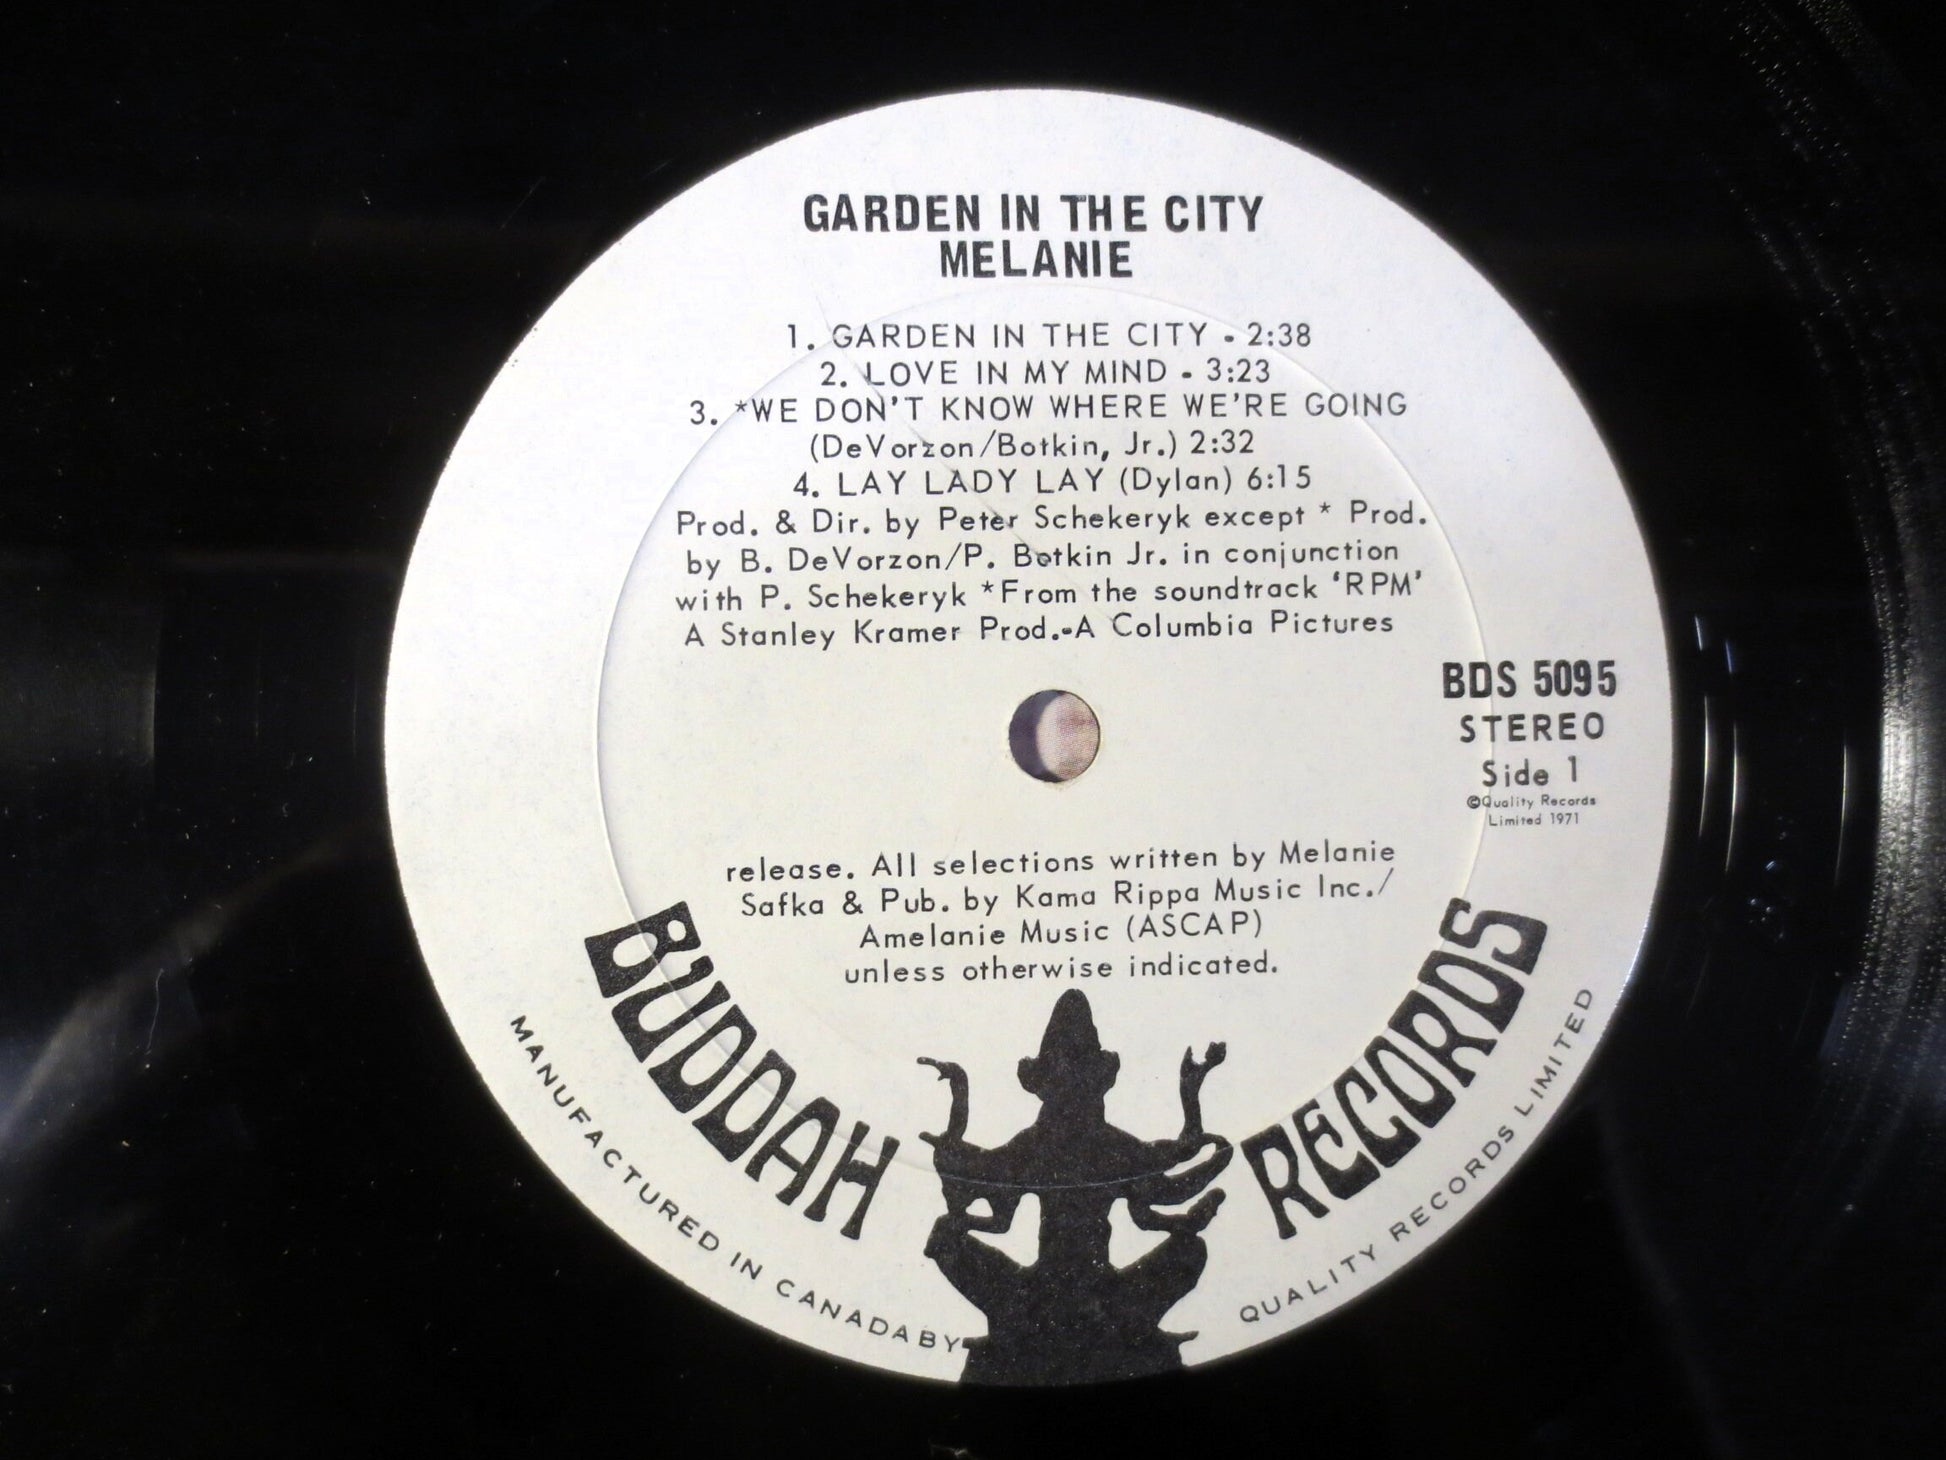 GARDEN IN THE CITY
MELANIE
1. GARDEN IN THE CITY - 2:38
2. LOVE IN MY MIND - 3:23
3. *WE DON'T KNOW WHERE WE'RE GOING
(DeVorzon/Botkin, Jr.) 2:32
4. LAY LADY LAY (Dylan) 6:15
Prod. & Dir. by Peter Schekeryk except * Prod.
by B. DeVorzon/P. Botkin Jr. in conjunction
with P. Schekeryk *From the soundtrack 'RPM'
A Stanley Kramer Prod.-A Columbia Pictures
BDS 5095
STEREO
Side 1
©Quality Records
Limited 1971
release. All selections written by Melanie
Safka & Pub. by Kama Rippa Music Inc./
Amelanie Music (ASCAP)
unless otherwise indicated.
BUDDAH RECORDS
MANUFACTURED IN CANADA BY QUALITY RECORDS LIMITED